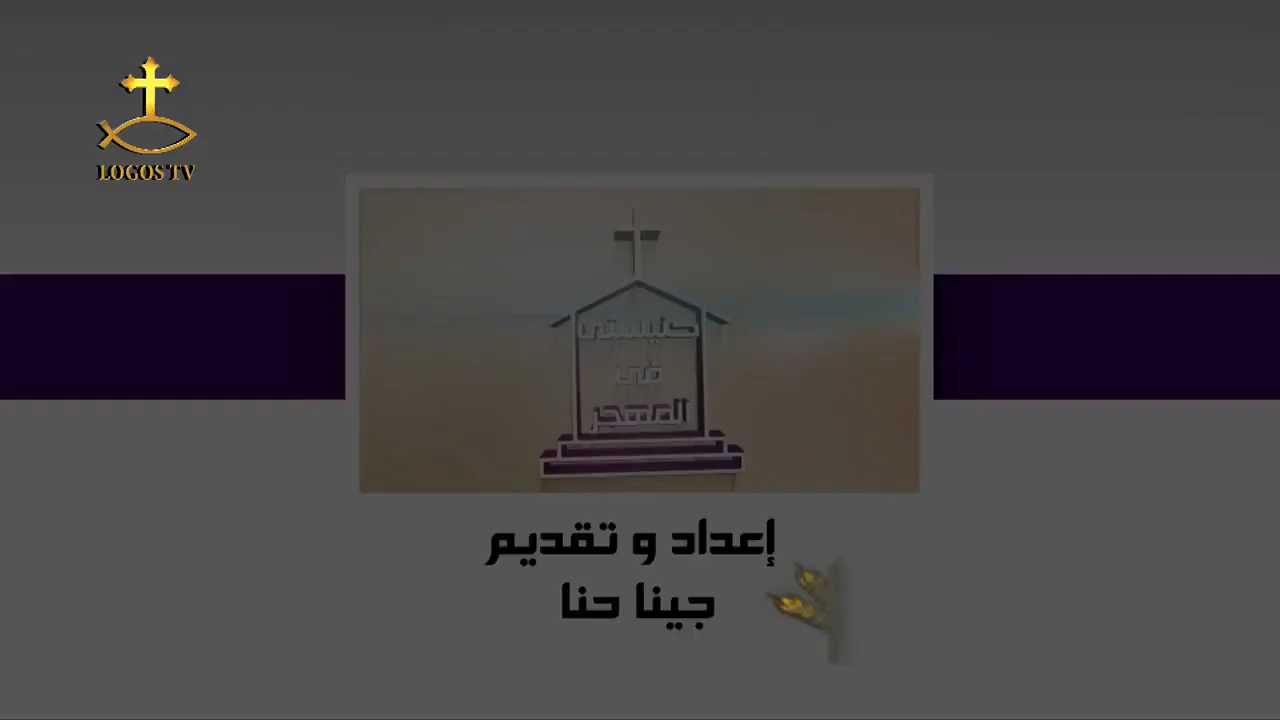 LOGOS TV
كنيستي
في
المهجر
إعداد و تقديم
جينا حنا